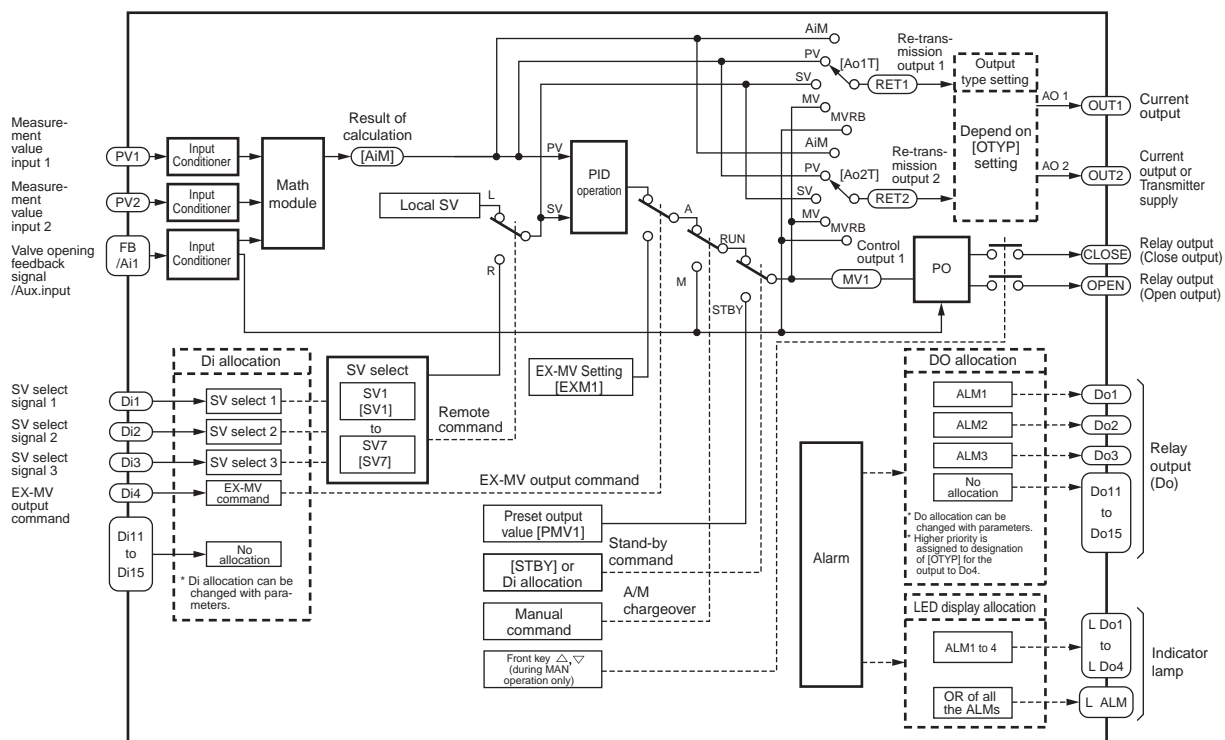 Measure-
ment
value
input 1
PV1
Input
Conditioner
Measure-
ment
value
input 2
PV2
Input
Conditioner
Valve opening
feedback
signal
/Aux.input
FB
/Ai1
Input
Conditioner
Math
module
Result of
calculation
[AiM]
Local SV
L
R
PV
SV
PID
operation
A
M
RUN
STBY
AiM
PV
SV
MV
MVRB
[Ao1T]
Re-trans-
mission
output 1
RET1
AiM
PV
SV
MV
MVRB
[Ao2T]
Re-trans-
mission
output 2
RET2
Output
type setting
Depend on
[OTYP]
setting
AO 1
OUT1
Current
output
AO 2
OUT2
Current
output or
Transmitter
supply
Control
output 1
MV1
PO
CLOSE
Relay output
(Close output)
OPEN
Relay output
(Open output)
SV select
signal 1
Di1
SV select
signal 2
Di2
SV select
signal 3
Di3
EX-MV
output
command
Di4
Di11
to
Di15
Di allocation
SV select 1
SV select 2
SV select 3
EX-MV
command
No
allocation
* Di allocation can be
changed with para-
meters.
SV select
SV1
[SV1]
to
SV7
[SV7]
Remote
command
EX-MV Setting
[EXM1]
EX-MV output command
Preset output
value [PMV1]
Stand-by
command
[STBY] or
Di allocation
A/M
chargeover
Manual
command
Front key △,▽
(during MAN
operation only)
Alarm
DO allocation
ALM1
ALM2
ALM3
No
allocation
* Do allocation can be
changed with parameters.
* Higher priority is
assigned to designation
of [OTYP] for the
output to Do4.
Do1
Do2
Do3
Do11
to
Do15
Relay
output
(Do)
LED display allocation
ALM1 to 4
OR of all
the ALMs
L Do1
to
L Do4
L ALM
Indicator
lamp